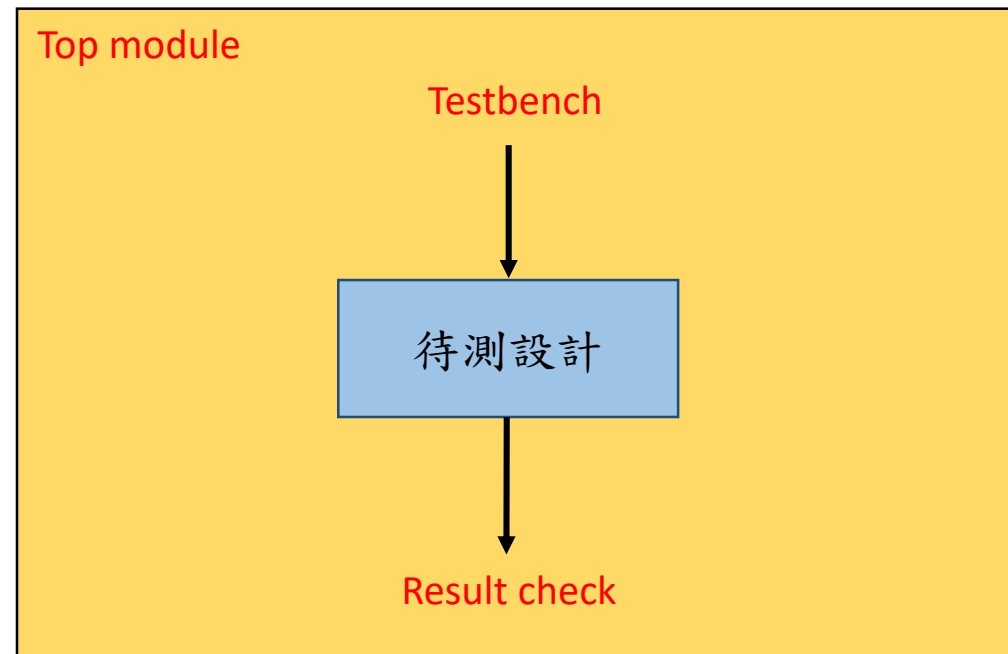 Top module
Testbench
待測設計
Result check